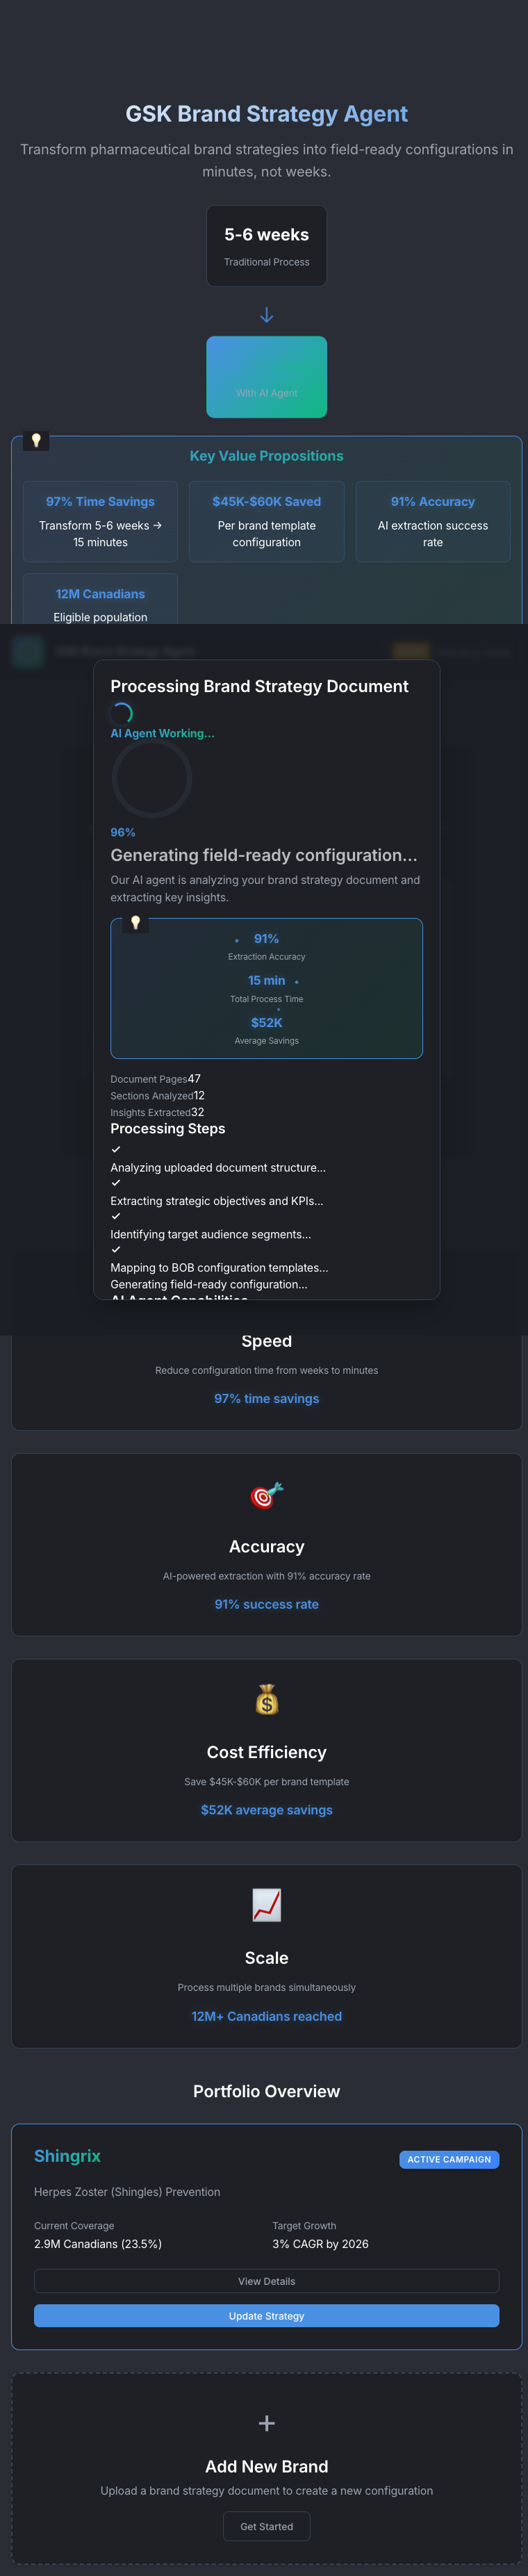 GSK Brand Strategy Agent
Transform pharmaceutical brand strategies into field-ready configurations in
minutes, not weeks.
5-6 weeks
Traditional Process
↓
With AI Agent
Key Value Propositions
97% Time Savings
Transform 5-6 weeks →
15 minutes
$45K-$60K Saved
Per brand template
configuration
91% Accuracy
AI extraction success
rate
12M Canadians
Eligible population
GSK Brand Strategy Agent
Processing Brand Strategy Document
AI Agent Working...
96%
Generating field-ready configuration...
Our AI agent is analyzing your brand strategy document and
extracting key insights.
91%
Extraction Accuracy
15 min
Total Process Time
$52K
Average Savings
Document Pages47
Sections Analyzed12
Insights Extracted32
Processing Steps
✓
Analyzing uploaded document structure...
✓
Extracting strategic objectives and KPIs...
✓
Identifying target audience segments...
✓
Mapping to BOB configuration templates...
Generating field-ready configuration...
AI Agent Capabilities
Speed
Reduce configuration time from weeks to minutes
97% time savings
Accuracy
AI-powered extraction with 91% accuracy rate
91% success rate
Cost Efficiency
Save $45K-$60K per brand template
$52K average savings
Scale
Process multiple brands simultaneously
12M+ Canadians reached
Portfolio Overview
Shingrix
ACTIVE CAMPAIGN
Herpes Zoster (Shingles) Prevention
Current Coverage
2.9M Canadians (23.5%)
Target Growth
3% CAGR by 2026
View Details
Update Strategy
+
Add New Brand
Upload a brand strategy document to create a new configuration
Get Started